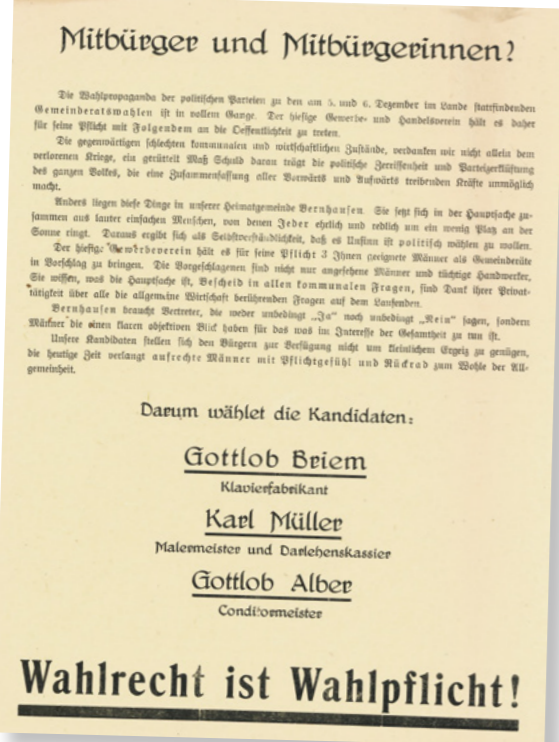 Mitbürger und Mitbürgerinnen?
Die Wahlpropaganda der politischen Parteien zu den am 5. und 6. Dezember im Lande stattfindenden
Gemeinderatswahlen ist in vollem Gange. Der hiesige Gewerbe- und Handelsverein hält es daher
für seine Pflicht mit Folgendem an die Oeffentlichkeit zu treten.
Die gegenwärtigen schlechten kommunalen und wirtschaftlichen Zustände, verdanken wir nicht allein dem
verlorenen Kriege, ein gerüttelt Maß Schuld daran trägt die politische Zerrissenheit und Parteizerklüftung
des ganzen Volkes, die eine Zusammenfassung aller Vorwärts und Aufwärts treibenden Kräfte unmöglich
macht.
Anders liegen diese Dinge in unserer Heimatgemeinde Bernhausen. Sie setzt sich in der Hauptsache zu-
sammen aus lauter einfachen Menschen, von denen Jeder ehrlich und redlich um ein wenig Platz an der
Sonne ringt. Daraus ergibt sich als Selbstverständlichkeit, daß es Unsinn ist politisch wählen zu wollen.
Der hiesige Gewerbeverein hält es für seine Pflicht 3 Ihnen geeignete Männer als Gemeinderäte
in Vorschlag zu bringen. Die Vorgeschlagenen sind nicht nur angesehene Männer und tüchtige Handwerker,
Sie wissen, was die Hauptsache ist, Bescheid in allen kommunalen Fragen, sind Dank ihrer Privat-
tätigkeit über alle die allgemeine Wirtschaft berührenden Fragen auf dem Laufenden.
Bernhausen braucht Vertreter, die weder unbedingt „Ja" noch unbedingt „Nein" sagen, sondern
Männer die einen klaren objektiven Blick haben für das was im Interesse der Gesamtheit zu tun ist.
Unsere Kandidaten stellen sich den Bürgern zur Verfügung nicht um kleinlichem Ergeiz zu genügen,
die heutige Zeit verlangt aufrechte Männer mit Pflichtgefühl und Rückrad zum Wohle der All-
gemeinheit.
Darum wählet die Kandidaten:
Gottlob Briem
Klavierfabrikant
Karl Müller
Malermeister und Darlehenskassier
Gottlob Alber
Conditormeister
Wahlrecht ist Wahlpflicht!